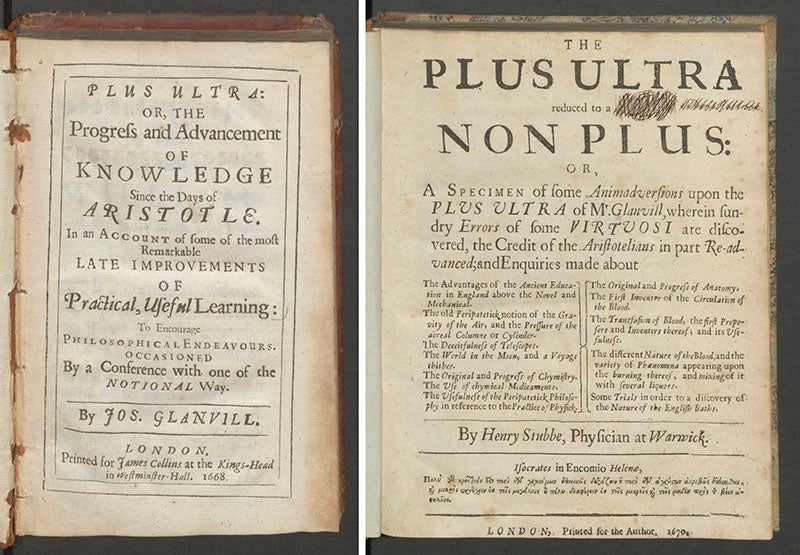 PLUS ULTRA:
OR, THE
Progreſs and Advancement
OF
KNOWLEDGE
Since the Days of
ARISTOTLE.
In an ACCOUNT of ſome of the moſt
Remarkable
LATE IMPROVEMENTS
OF
Practical, Uſeful Learning:
To Encourage
PHILOSOPHICAL ENDEAVOURS.
OCCASIONED
By a Conference with one of the
NOTIONAL Way.
By JOS. GLANVILL.
LONDON,
Printed for James Collins at the Kings-Head
in Weſtminſter-Hall. 1668.
THE
PLUS ULTRA
reduced to a
NON PLUS:
OR,
A SPECIMEN of ſome Animadverſions upon the
PLUS ULTRA of Mr. Glanvill, wherein ſun-
dry Errors of ſome VIRTUOSI are diſco-
vered, the Credit of the Ariſtotelians in part Re-ad-
vanced; and Enquiries made about
The Advantages of the Ancient Educa-
tion in England above the Novel and
Mechanical.
The old Peripatetick notion of the Gra-
vity of the Air, and the Preſſure of the
aereal Columne or Cylinder.
The Deceitfulneſs of Teleſcopes.
The World in the Moon, and a Voyage
thither.
The Original and Progreſs of Chymiſtry.
The Uſe of chymical Medicaments.
The Uſefulneſs of the Peripatetick Philoſo-
phy in reference to the Practice of Phyſick.
The Original and Progreſs of Anatomy.
The Firſt Inventor of the Circulation of
the Blood.
The Transfuſion of Blood, the firſt Propo-
ſers and Inventers thereof; and its Uſe-
fulneſs.
The different Nature of the Blood, and the
variety of Phænomena appearing upon
the burning thereof, and mixing of it
with ſeveral liquors.
Some Trials in order to a diſcovery of
the Nature of the Engliſh Baths.
By Henry Stubbe, Phyſician at Warwick.
Iſocrates in Encomio Helenæ,
LONDON, Printed for the Author, 1670.